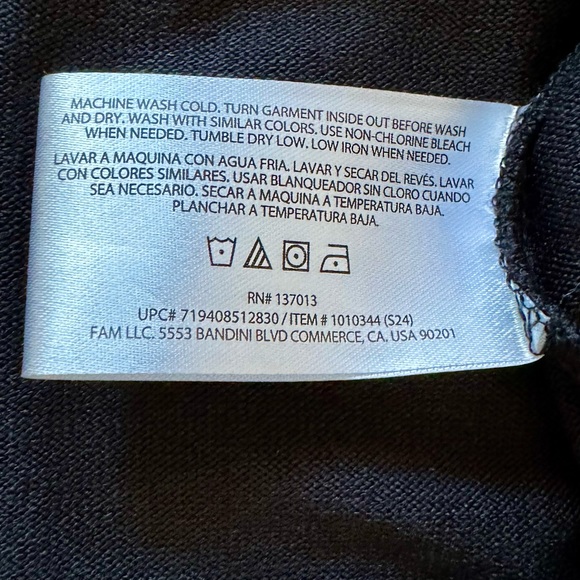 MACHINE WASH COLD. TURN GARMENT INSIDE OUT BEFORE WASH
AND DRY. WASH WITH SIMILAR COLORS. USE NON-CHLORINE BLEACH
WHEN NEEDED. TUMBLE DRY LOW. LOW IRON WHEN NEEDED.
LAVAR A MAQUINA CON AGUA FRIA. LAVAR Y SECAR DEL REVÉS. LAVAR
CON COLORES SIMILARES. USAR BLANQUEADOR SIN CLORO CUANDO
SEA NECESARIO. SECAR A MAQUINA A TEMPERATURA BAJA.
PLANCHAR A TEMPERATURA BAJA.
RN# 137013
UPC# 719408512830 / ITEM # 1010344 (S24)
FAM LLC. 5553 BANDINI BLVD COMMERCE, CA. USA 90201